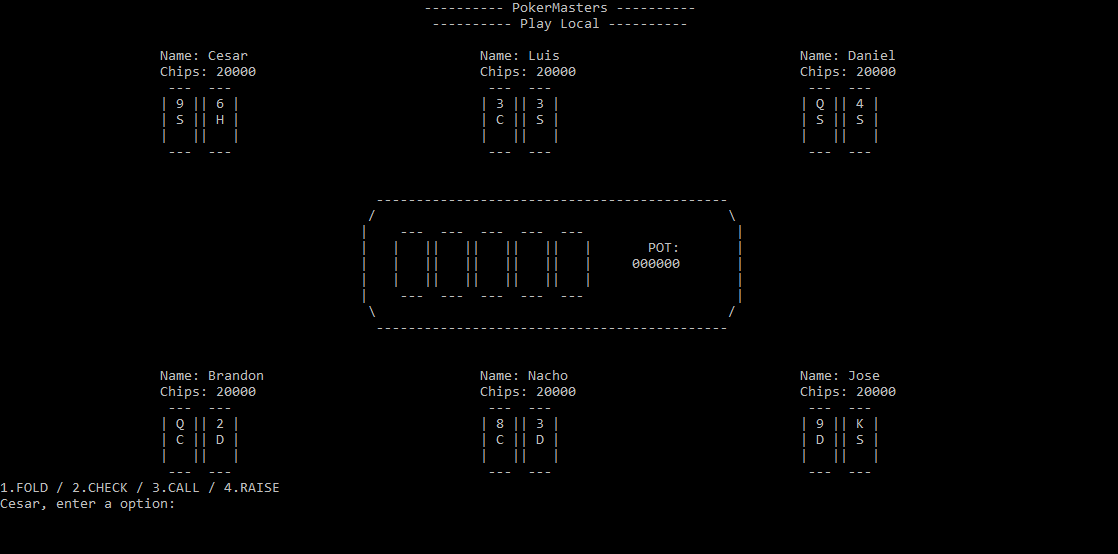 ---------- PokerMasters ----------
---------- Play Local ----------
Name: Cesar Name: Luis Name: Daniel
Chips: 20000 Chips: 20000 Chips: 20000
--- --- --- --- --- ---
| 9 || 6 | | 3 || 3 | | Q || 4 |
| S || H | | C || S | | S || S |
| || | | || | | || |
--- --- --- --- --- ---
--------------------------------------------
/ \
| --- --- --- --- --- |
| | || || || || | POT: |
| | || || || || | 000000 |
| | || || || || | |
| --- --- --- --- --- |
\ /
--------------------------------------------
Name: Brandon Name: Nacho Name: Jose
Chips: 20000 Chips: 20000 Chips: 20000
--- --- --- --- --- ---
| Q || 2 | | 8 || 3 | | 9 || K |
| C || D | | C || D | | D || S |
| || | | || | | || |
--- --- --- --- --- ---
1.FOLD / 2.CHECK / 3.CALL / 4.RAISE
Cesar, enter a option: